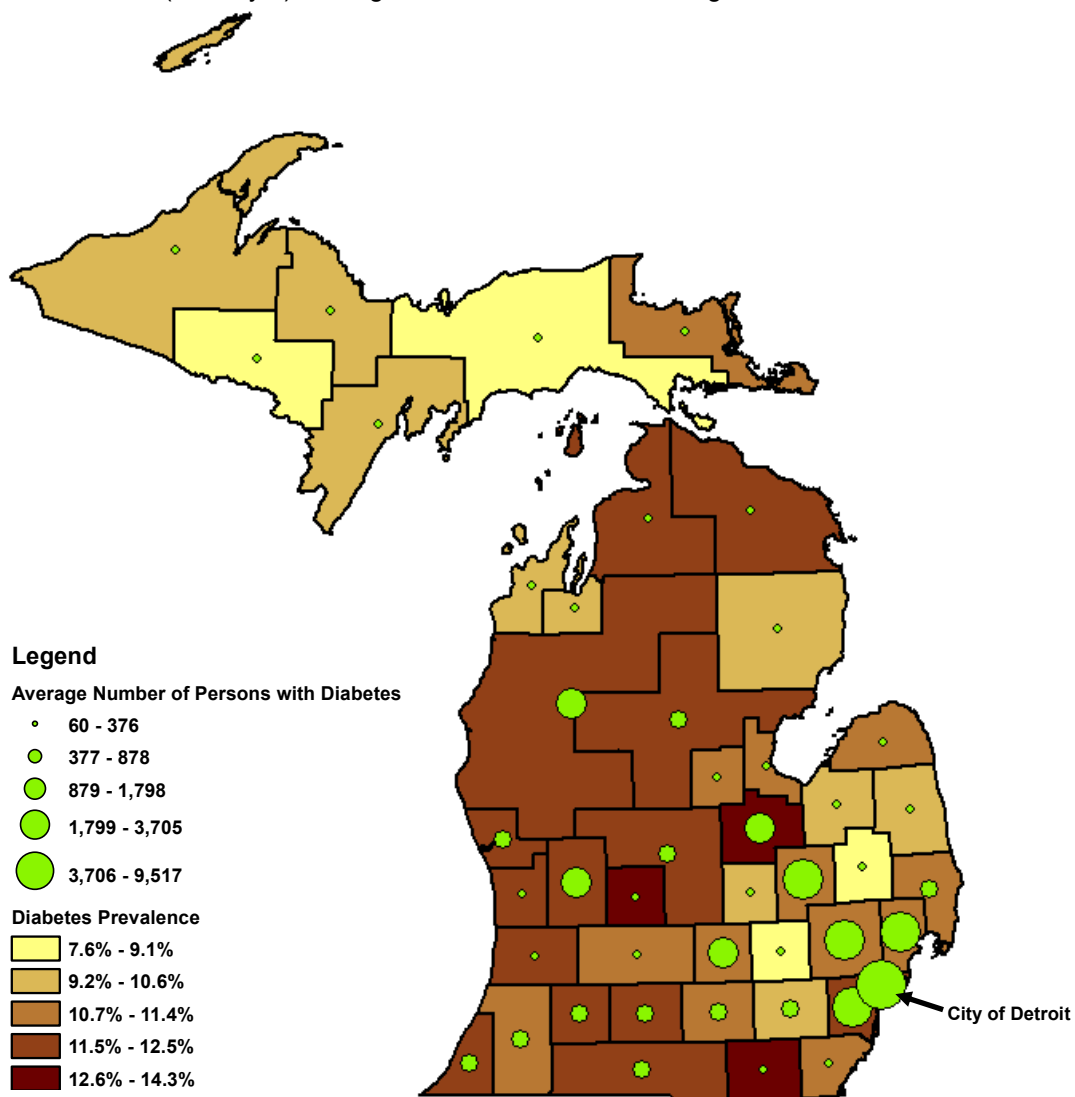 Legend
Average Number of Persons with Diabetes
60 - 376
377 - 878
879 - 1,798
1,799 - 3,705
3,706 - 9,517
Diabetes Prevalence
7.6% - 9.1%
9.2% - 10.6%
10.7% - 11.4%
11.5% - 12.5%
12.6% - 14.3%
City of Detroit